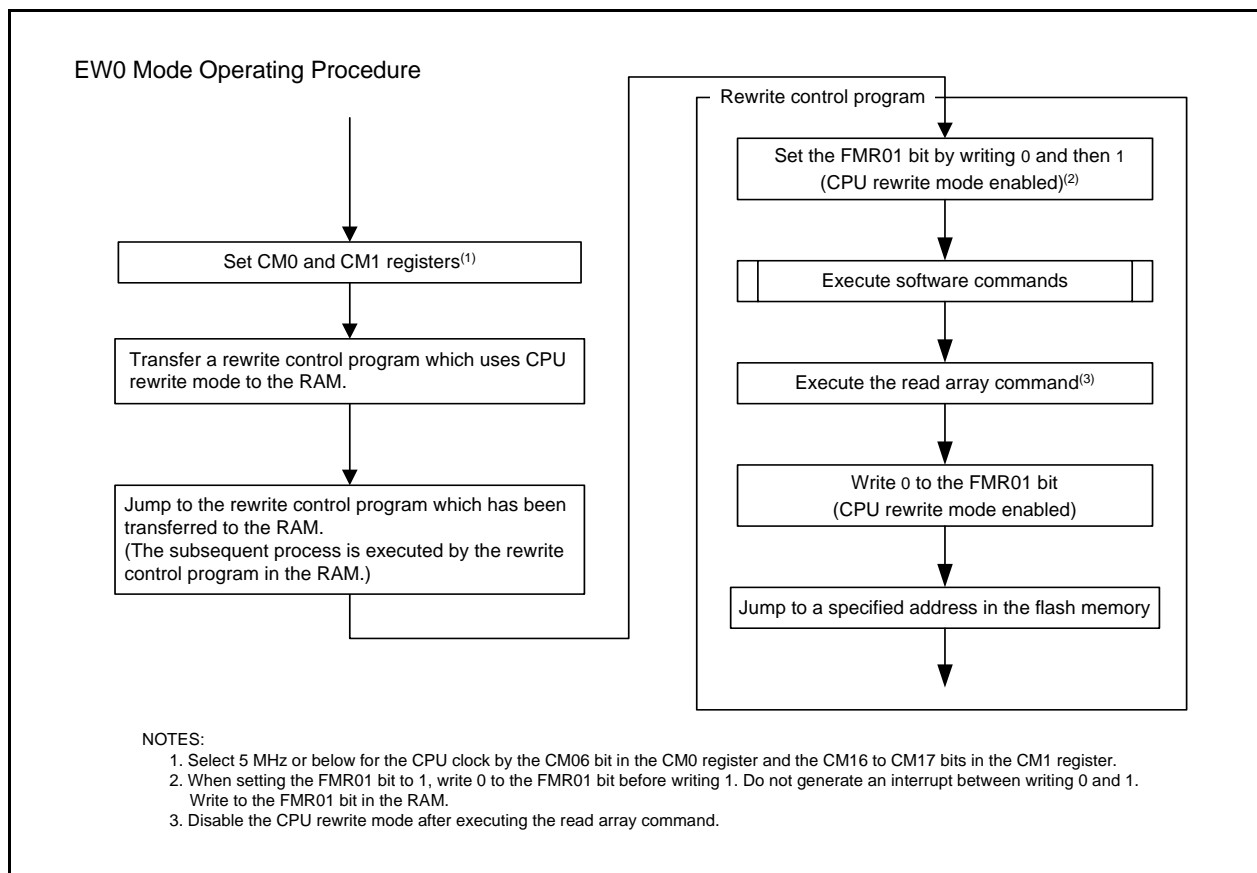 EW0 Mode Operating Procedure
Set CM0 and CM1 registers(1)
Transfer a rewrite control program which uses CPU
rewrite mode to the RAM.
Jump to the rewrite control program which has been
transferred to the RAM.
(The subsequent process is executed by the rewrite
control program in the RAM.)
Rewrite control program
Set the FMR01 bit by writing 0 and then 1
(CPU rewrite mode enabled)(2)
Execute software commands
Execute the read array command(3)
Write 0 to the FMR01 bit
(CPU rewrite mode enabled)
Jump to a specified address in the flash memory
NOTES:
1. Select 5 MHz or below for the CPU clock by the CM06 bit in the CM0 register and the CM16 to CM17 bits in the CM1 register.
2. When setting the FMR01 bit to 1, write 0 to the FMR01 bit before writing 1. Do not generate an interrupt between writing 0 and 1.
Write to the FMR01 bit in the RAM.
3. Disable the CPU rewrite mode after executing the read array command.